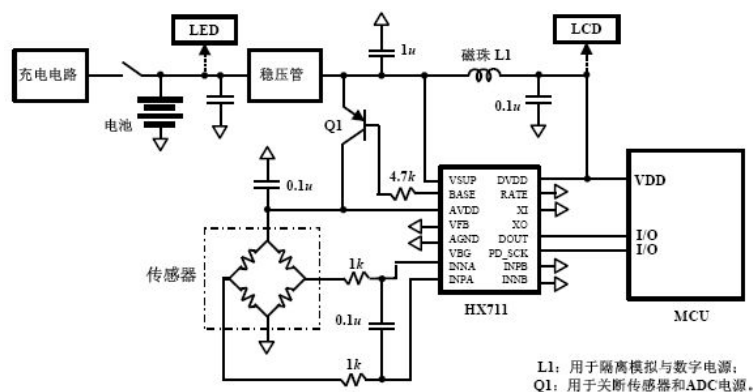 LED
LCD
充电电路
稳压管
1u
磁珠 L1
0.1u
电池
Q1
4.7k
0.1u
VSUP
BASE
AVDD
VFB
AGND
VBG
INNA
INPA
DVDD
RATE
XI
XO
DOUT
PD_SCK
INPB
INNB
HX711
VDD
I/O
I/O
MCU
传感器
1k
0.1u
1k
L1：用于隔离模拟与数字电源；
Q1：用于关断传感器和ADC电源。